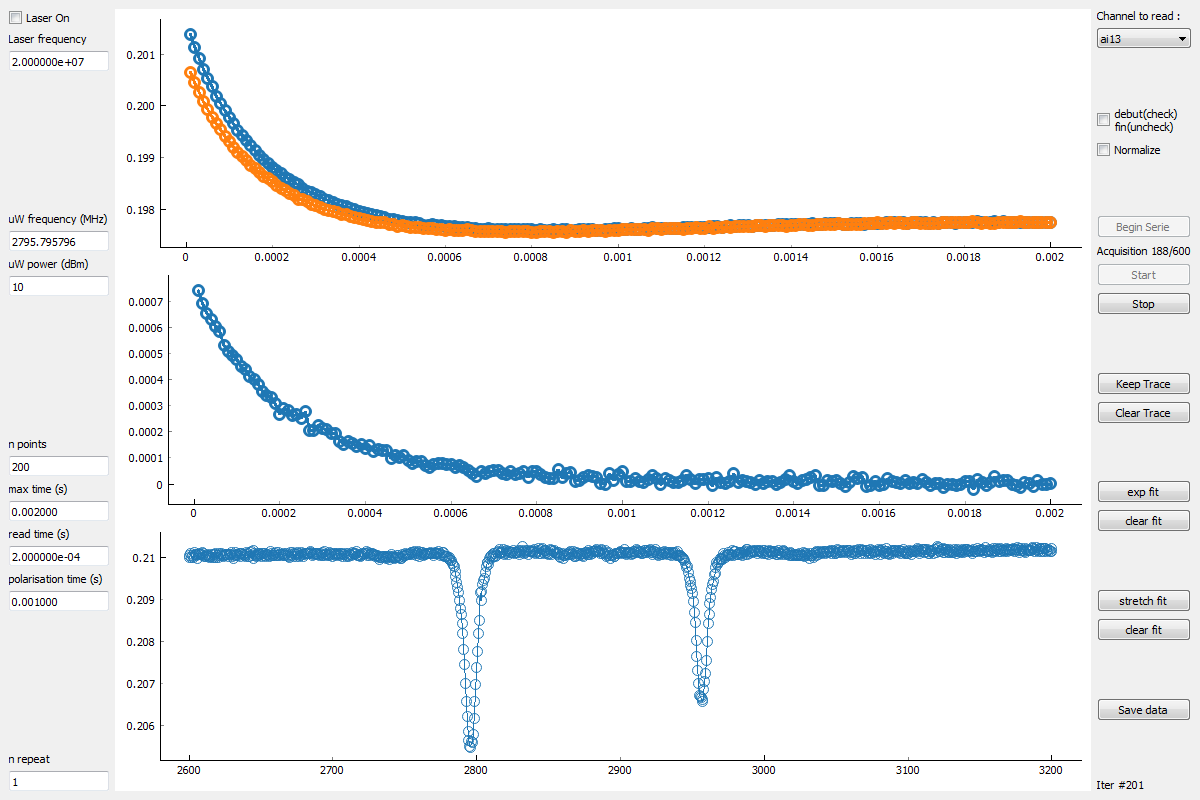 Laser On
Laser frequency
2.000000e+07
uW frequency (MHz)
2795.795796
uW power (dBm)
10
n points
200
max time (s)
0.002000
read time (s)
2.000000e-04
polarisation time (s)
0.001000
n repeat
1
0.201
0.200
0.199
0.198
0 0.0002 0.0004 0.0006 0.0008 0.001 0.0012 0.0014 0.0016 0.0018 0.002
0.0007
0.0006
0.0005
0.0004
0.0003
0.0002
0.0001
0
0 0.0002 0.0004 0.0006 0.0008 0.001 0.0012 0.0014 0.0016 0.0018 0.002
0.21
0.209
0.208
0.207
0.206
2600 2700 2800 2900 3000 3100 3200
Channel to read :
ai13
debut(check)
fin(uncheck)
Normalize
Begin Serie
Acquisition 188/600
Start
Stop
Keep Trace
Clear Trace
exp fit
clear fit
stretch fit
clear fit
Save data
Iter #201